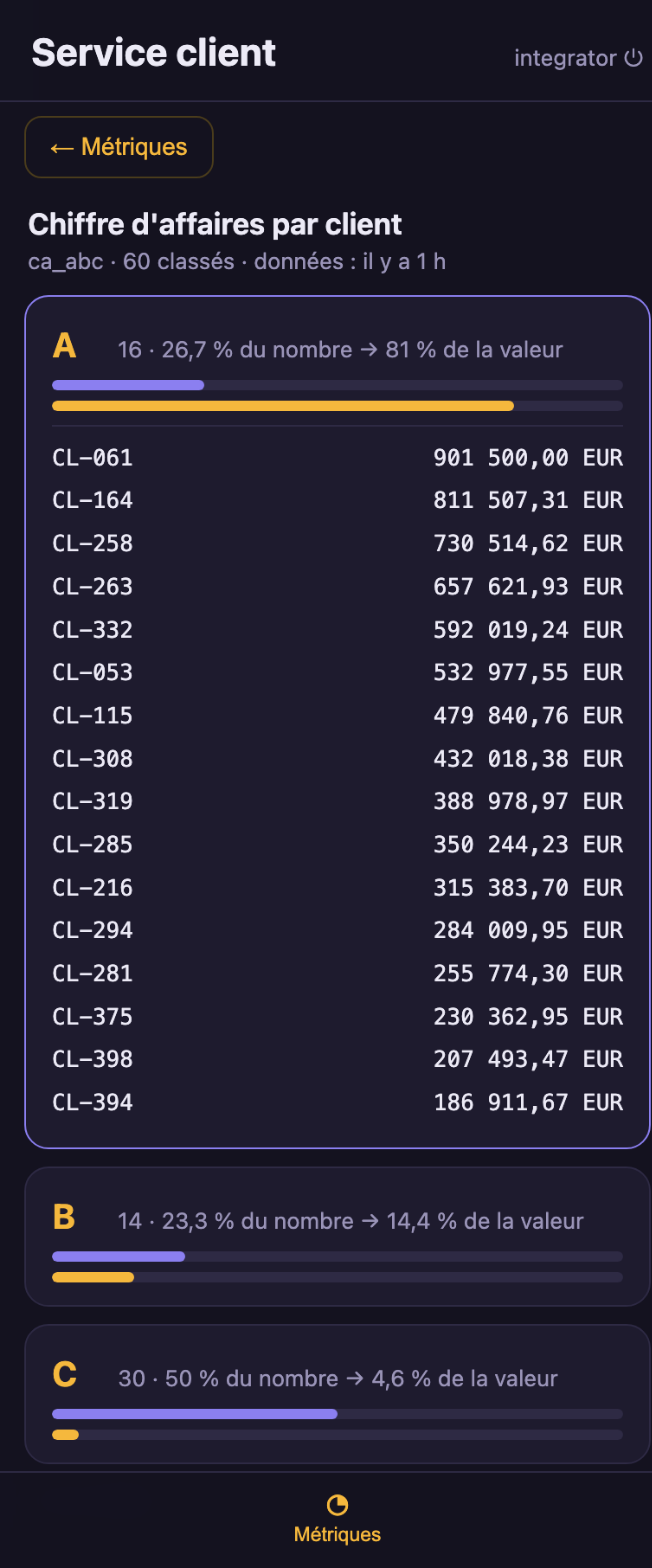 Service client
integrator
← Métriques
Chiffre d'affaires par client
ca_abc · 60 classés · données : il y a 1 h
A 16 · 26,7 % du nombre → 81 % de la valeur
CL–061 901 500,00 EUR
CL–164 811 507,31 EUR
CL–258 730 514,62 EUR
CL–263 657 621,93 EUR
CL–332 592 019,24 EUR
CL–053 532 977,55 EUR
CL–115 479 840,76 EUR
CL–308 432 018,38 EUR
CL–319 388 978,97 EUR
CL–285 350 244,23 EUR
CL–216 315 383,70 EUR
CL–294 284 009,95 EUR
CL–281 255 774,30 EUR
CL–375 230 362,95 EUR
CL–398 207 493,47 EUR
CL–394 186 911,67 EUR
B 14 · 23,3 % du nombre → 14,4 % de la valeur
C 30 · 50 % du nombre → 4,6 % de la valeur
Métriques